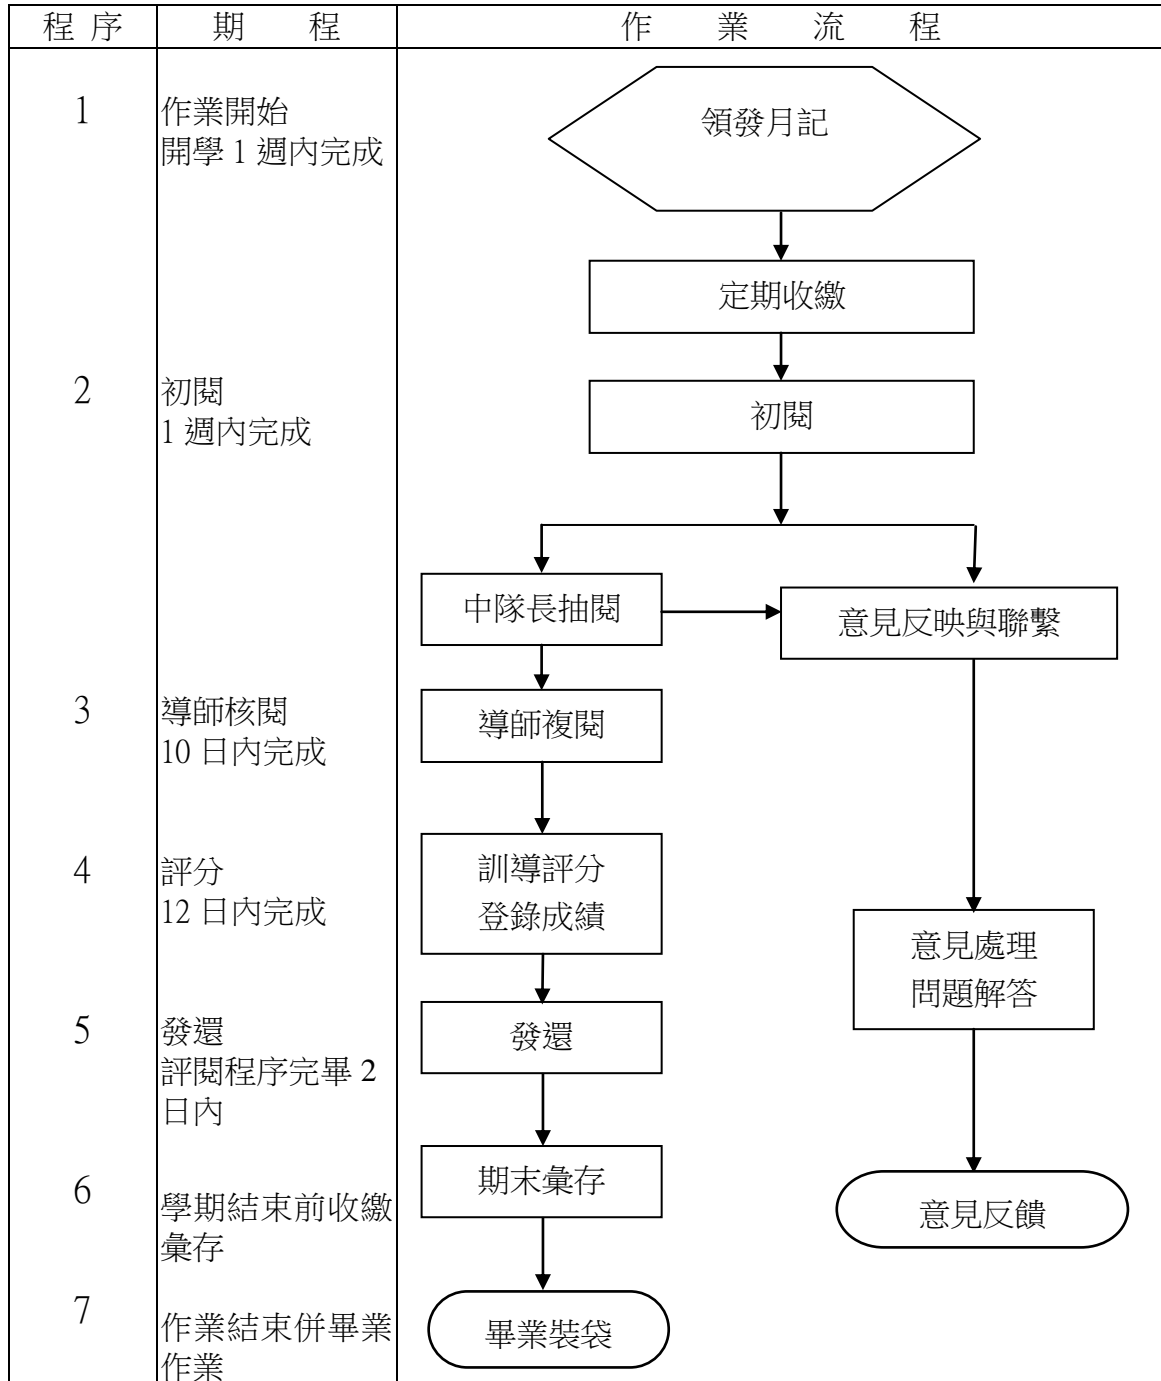 程 序 期 程 作 業 流 程
1
作業開始
開學 1 週內完成
領發月記
定期收繳
2
初閱
1 週內完成
初閱
中隊長抽閱
意見反映與聯繫
3
導師核閱
10 日內完成
導師複閱
4
評分
12 日內完成
訓導評分
登錄成績
意見處理
問題解答
5
發還
評閱程序完畢 2
日內
發還
6
學期結束前收繳
彙存
期末彙存
意見反饋
7
作業結束併畢業
作業
畢業裝袋